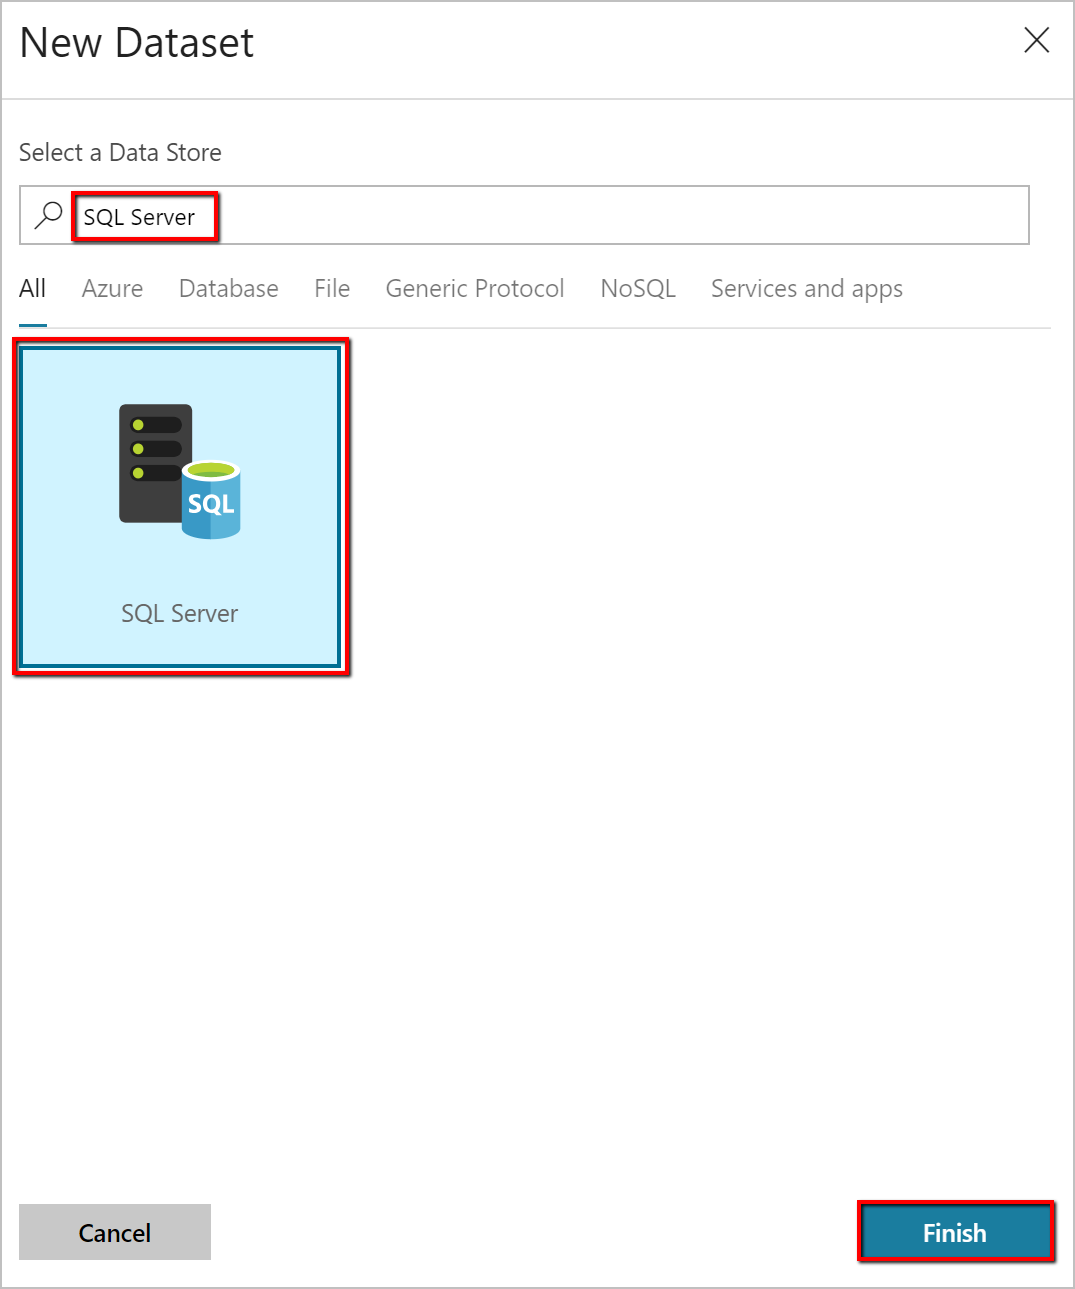 New Dataset
Select a Data Store
SQL Server
All Azure Database File Generic Protocol NoSQL Services and apps
SQL
SQL Server
Cancel Finish